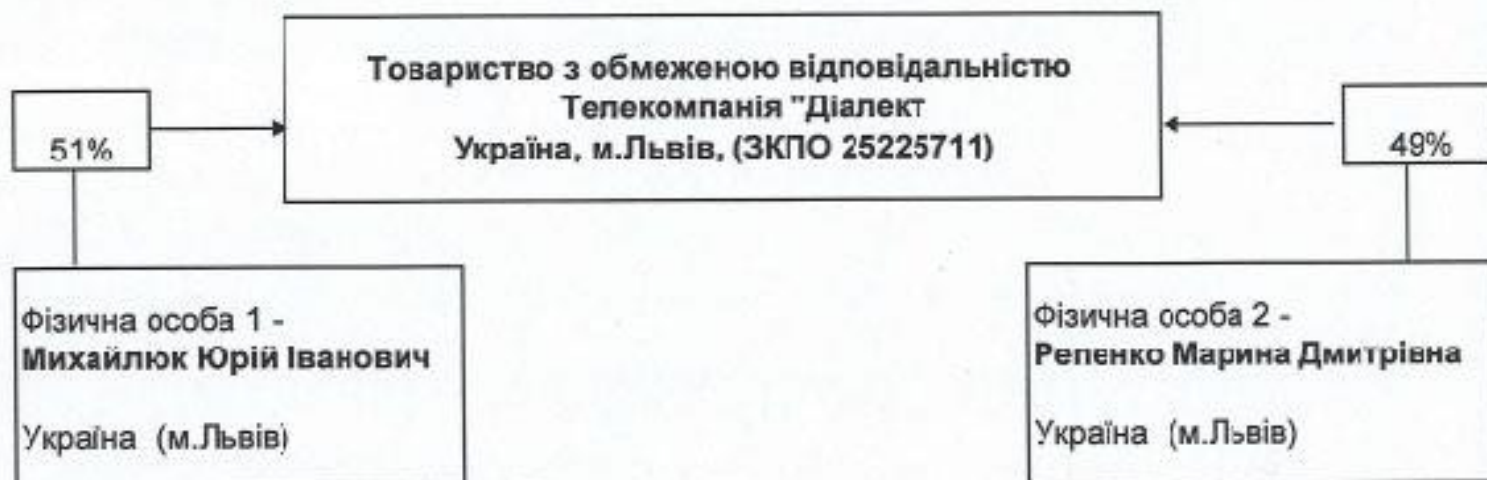 Товариство з обмеженою відповідальністю
Телекомпанія "Діалект
Україна, м.Львів, (ЗКПО 25225711)
51%
49%
Фізична особа 1 -
Михайлюк Юрій Іванович
Україна (м.Львів)
Фізична особа 2 -
Репенко Марина Дмитрівна
Україна (м.Львів)